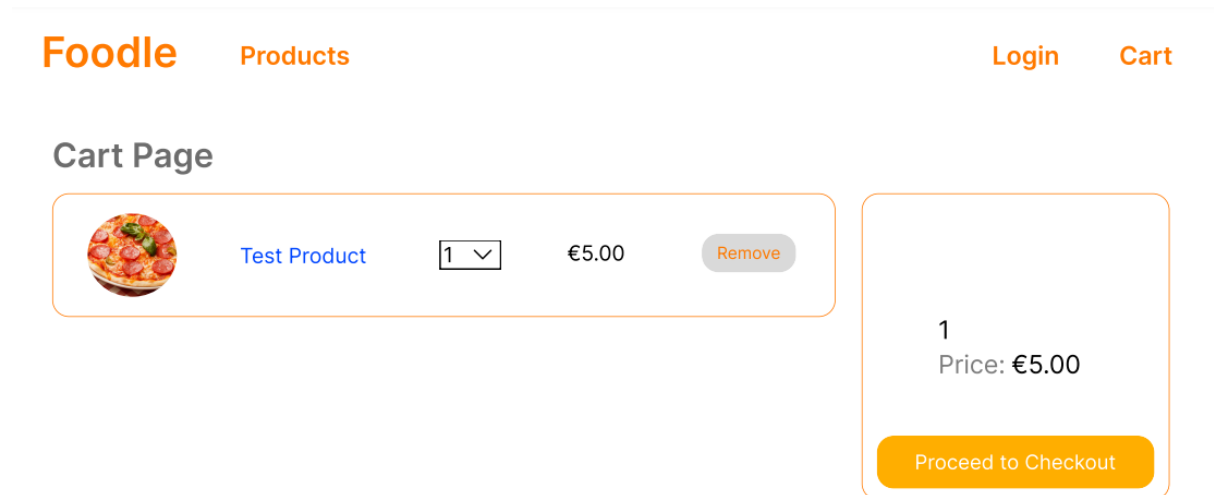 Foodle Products Login Cart
Cart Page
Test Product 1 €5.00 Remove
1
Price: €5.00
Proceed to Checkout